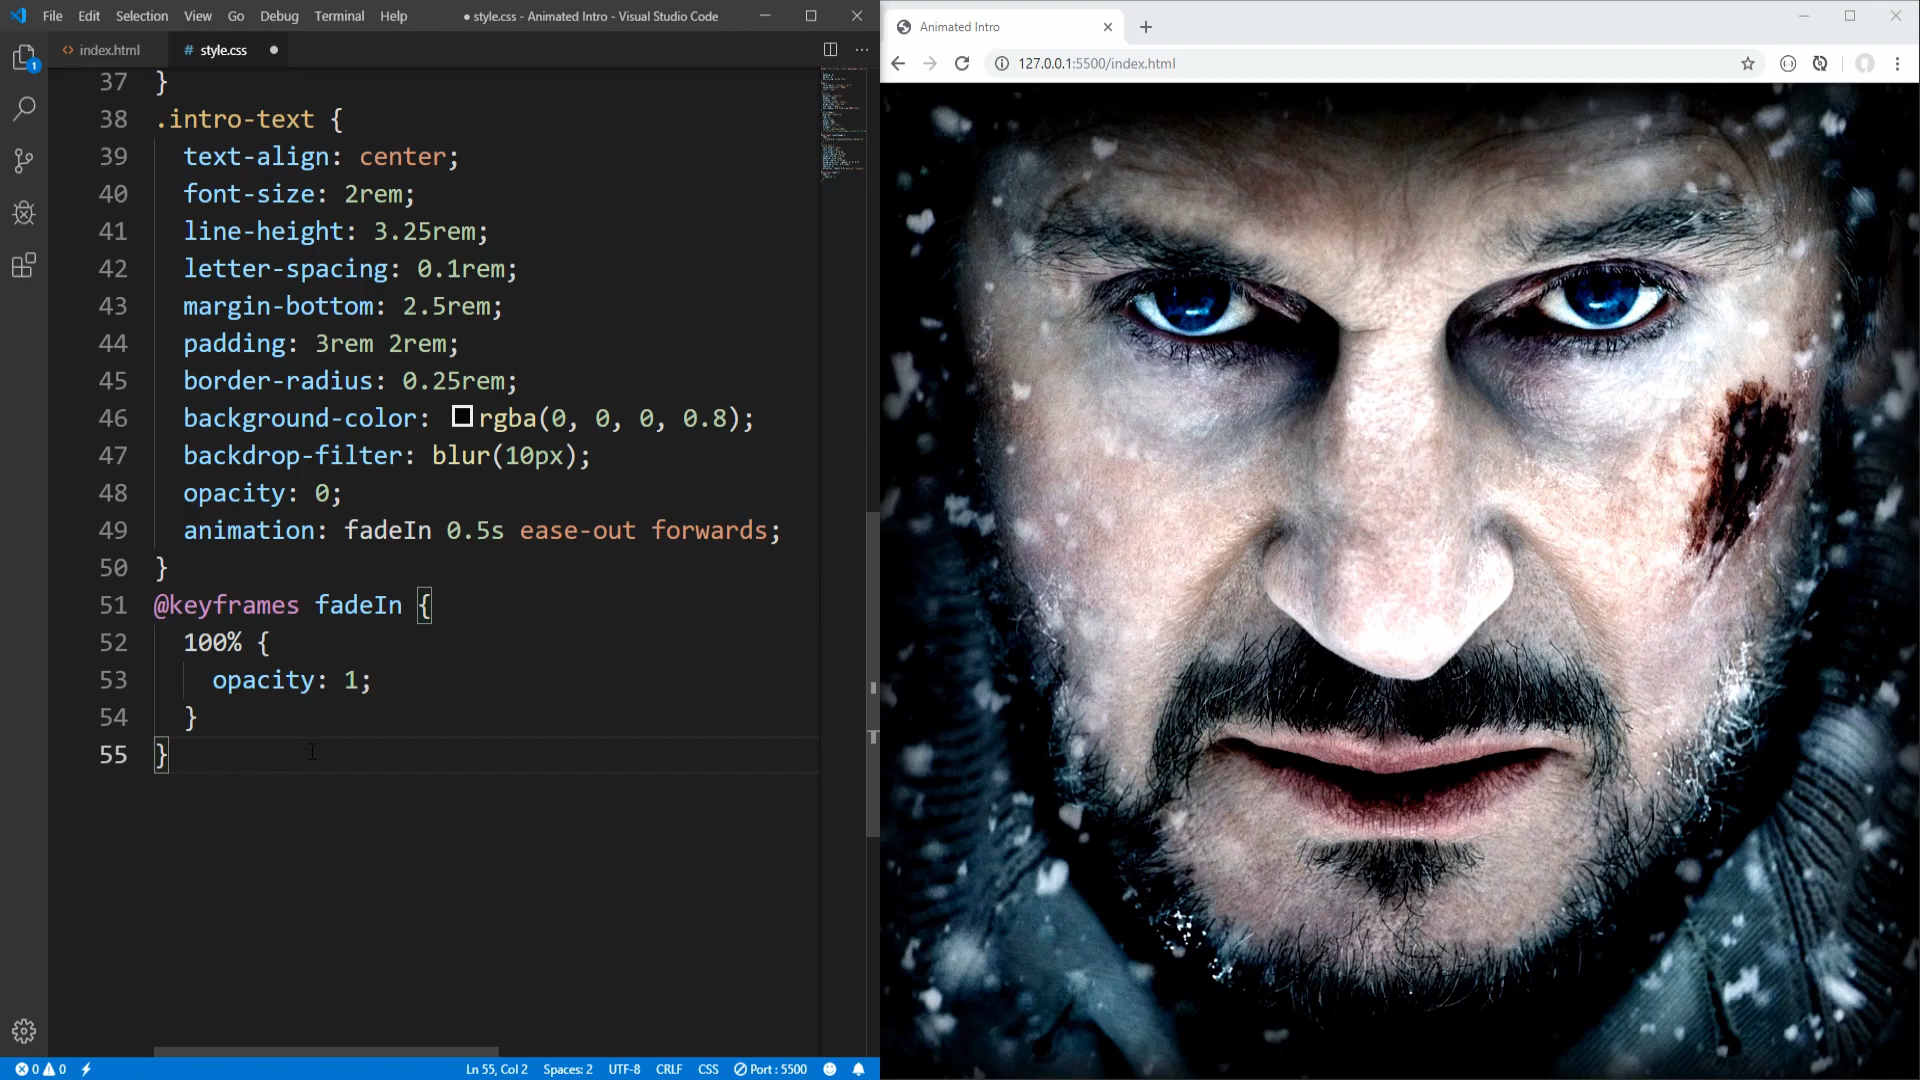 File Edit Selection View Go Debug Terminal Help ● style.css - Animated Intro - Visual Studio Code
<> index.html # style.css ●
1
37 }
38 .intro-text {
39 text-align: center;
40 font-size: 2rem;
41 line-height: 3.25rem;
42 letter-spacing: 0.1rem;
43 margin-bottom: 2.5rem;
44 padding: 3rem 2rem;
45 border-radius: 0.25rem;
46 background-color: rgba(0, 0, 0, 0.8);
47 backdrop-filter: blur(10px);
48 opacity: 0;
49 animation: fadeIn 0.5s ease-out forwards;
50 }
51 @keyframes fadeIn {
52 100% {
53 opacity: 1;
54 }
55 }
0 0 Ln 55, Col 2 Spaces: 2 UTF-8 CRLF CSS Port : 5500
Animated Intro
127.0.0.1:5500/index.html